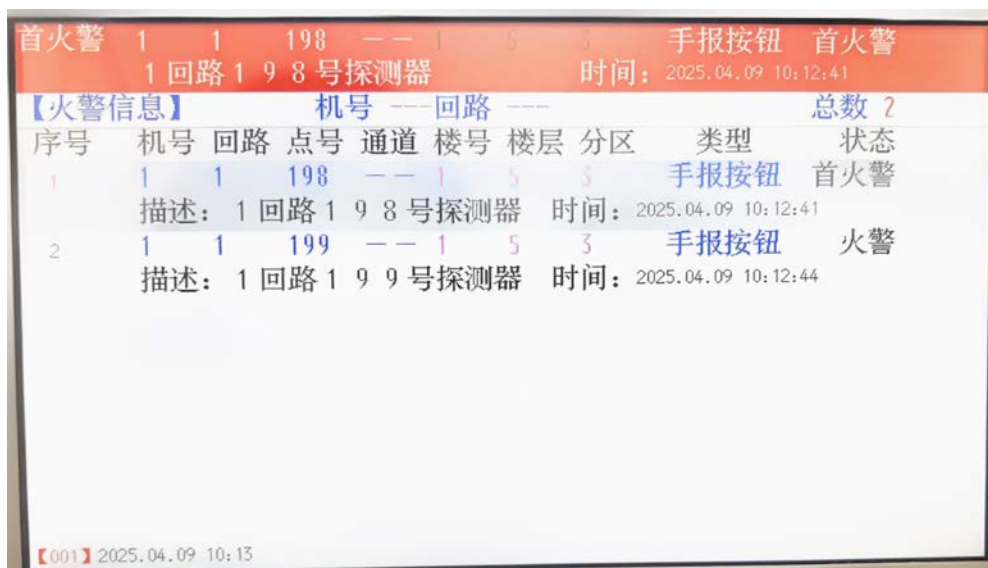 首火警 1 1 198 —— 1 5 3 手报按钮 首火警
1回路198号探测器 时间：2025.04.09 10:12:41
【火警信息】 机号 ---回路 --- 总数 2
序号 机号 回路 点号 通道 楼号 楼层 分区 类型 状态
1 1 1 198 —— 1 5 3 手报按钮 首火警
描述：1回路198号探测器 时间：2025.04.09 10:12:41
2 1 1 199 —— 1 5 3 手报按钮 火警
描述：1回路199号探测器 时间：2025.04.09 10:12:44
【001】2025.04.09 10:13